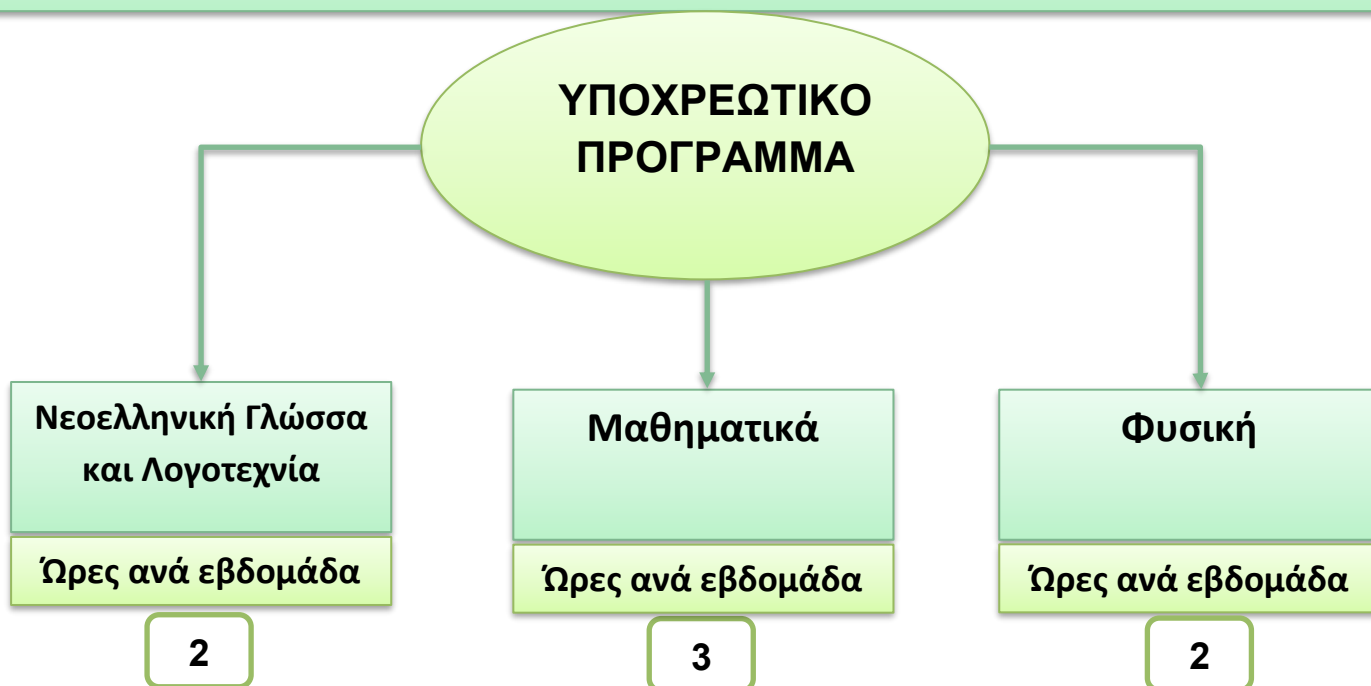 ΥΠΟΧΡΕΩΤΙΚΟ
ΠΡΟΓΡΑΜΜΑ
Νεοελληνική Γλώσσα
και Λογοτεχνία
Ώρες ανά εβδομάδα
2
Μαθηματικά
Ώρες ανά εβδομάδα
3
Φυσική
Ώρες ανά εβδομάδα
2